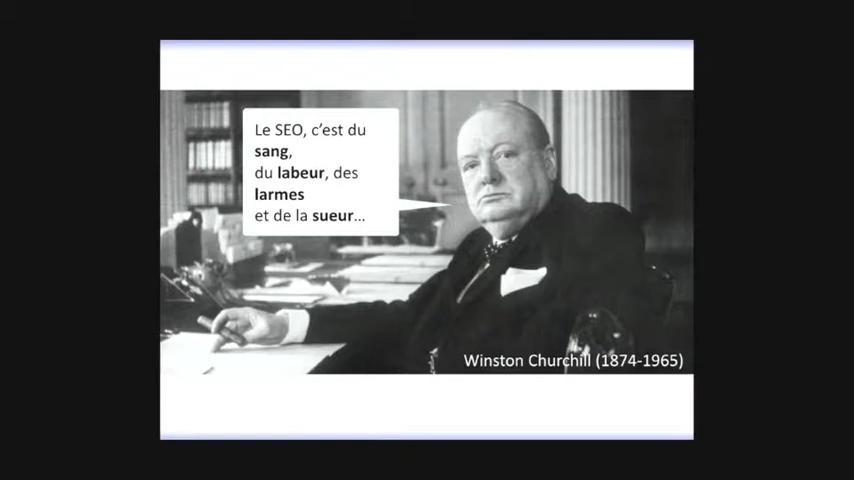 Le SEO, c'est du
sang,
du labeur, des
larmes
et de la sueur...
Winston Churchill (1874-1965)